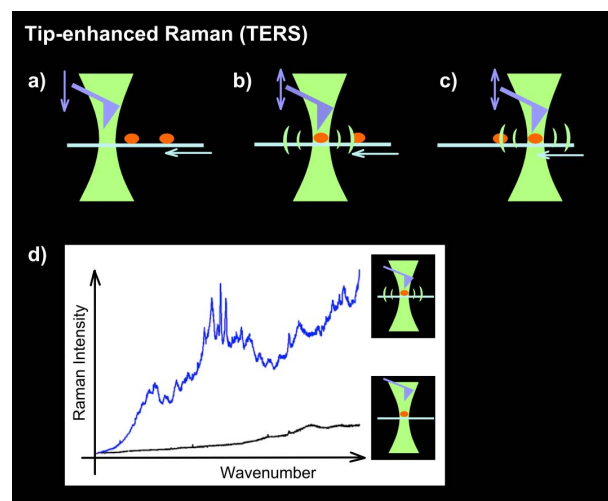 Tip-enhanced Raman (TERS)
a)
b)
c)
d)
Raman Intensity
Wavenumber